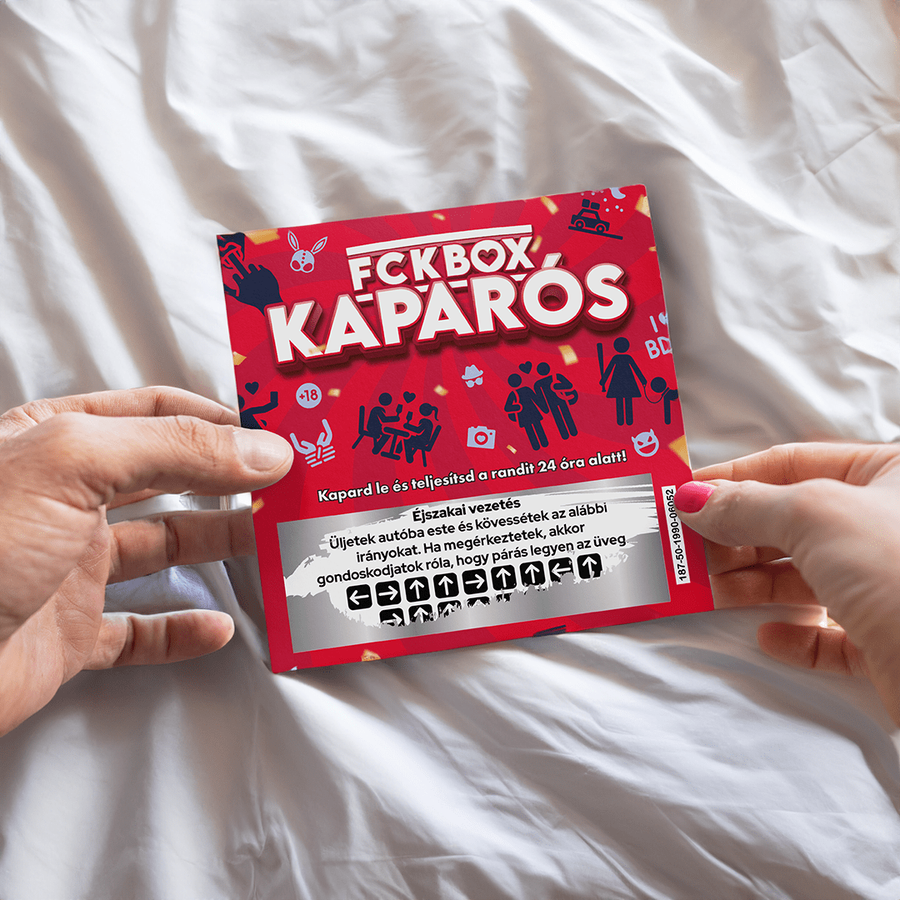 FCKBOX
KAPARÓS
+18
Kapard le és teljesítsd a randit 24 óra alatt!
Éjszakai vezetés
Üljetek autóba este és kövessétek az alábbi
irányokat. Ha megérkeztetek, akkor
gondoskodjatok róla, hogy párás legyen az üveg
187-50-1990-06052